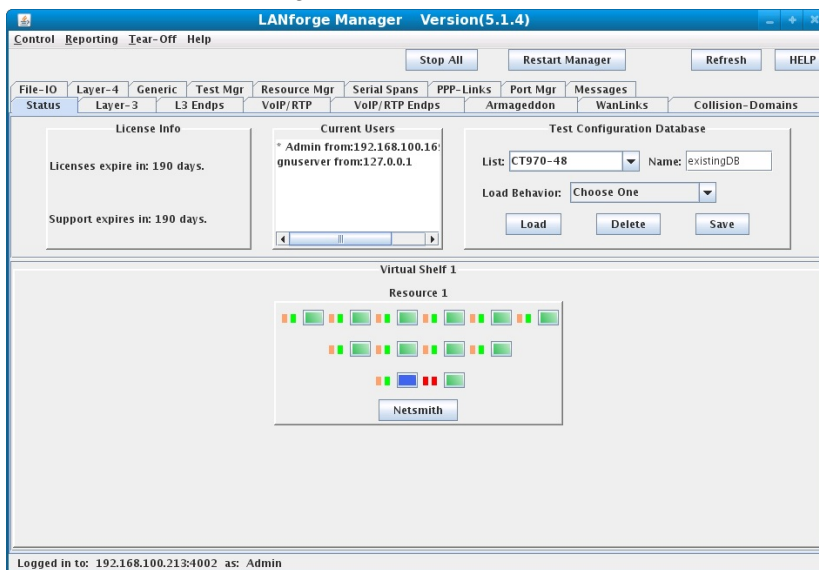 LANforge Manager Version(5.1.4)
Control Reporting Tear-Off Help
Stop All Restart Manager Refresh HELP
File-IO Layer-4 Generic Test Mgr Resource Mgr Serial Spans PPP-Links Port Mgr Messages
Status Layer-3 L3 Endps VoIP/RTP VoIP/RTP Endps Armageddon WanLinks Collision-Domains
License Info
Licenses expire in: 190 days.
Support expires in: 190 days.
Current Users
* Admin from:192.168.100.16
gnuserver from:127.0.0.1
Test Configuration Database
List: CT970-48 Name: existingDB
Load Behavior: Choose One
Load Delete Save
Virtual Shelf 1
Resource 1
Netsmith
Logged in to: 192.168.100.213:4002 as: Admin